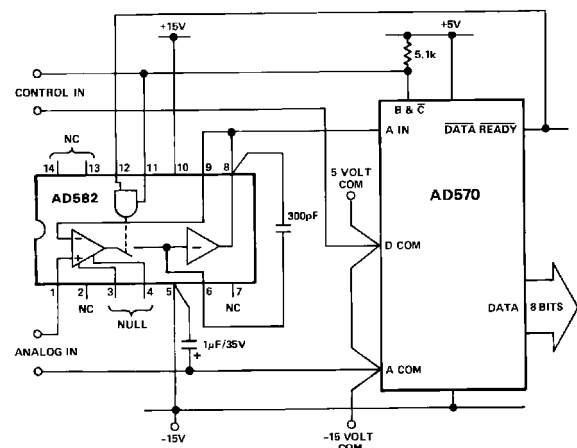 +15V
+5V
5.1k
CONTROL IN
B & C̅
A IN
D̅A̅T̅A̅ R̅E̅A̅D̅Y̅
NC
14 13 12 11 10 9 8
AD582
300pF
5 VOLT
COM
AD570
D COM
DATA
8 BITS
1 2 3 4 5 6 7
NC
NULL
NC
ANALOG IN
1µF/35V
+
A COM
-15V
-15 VOLT
COM